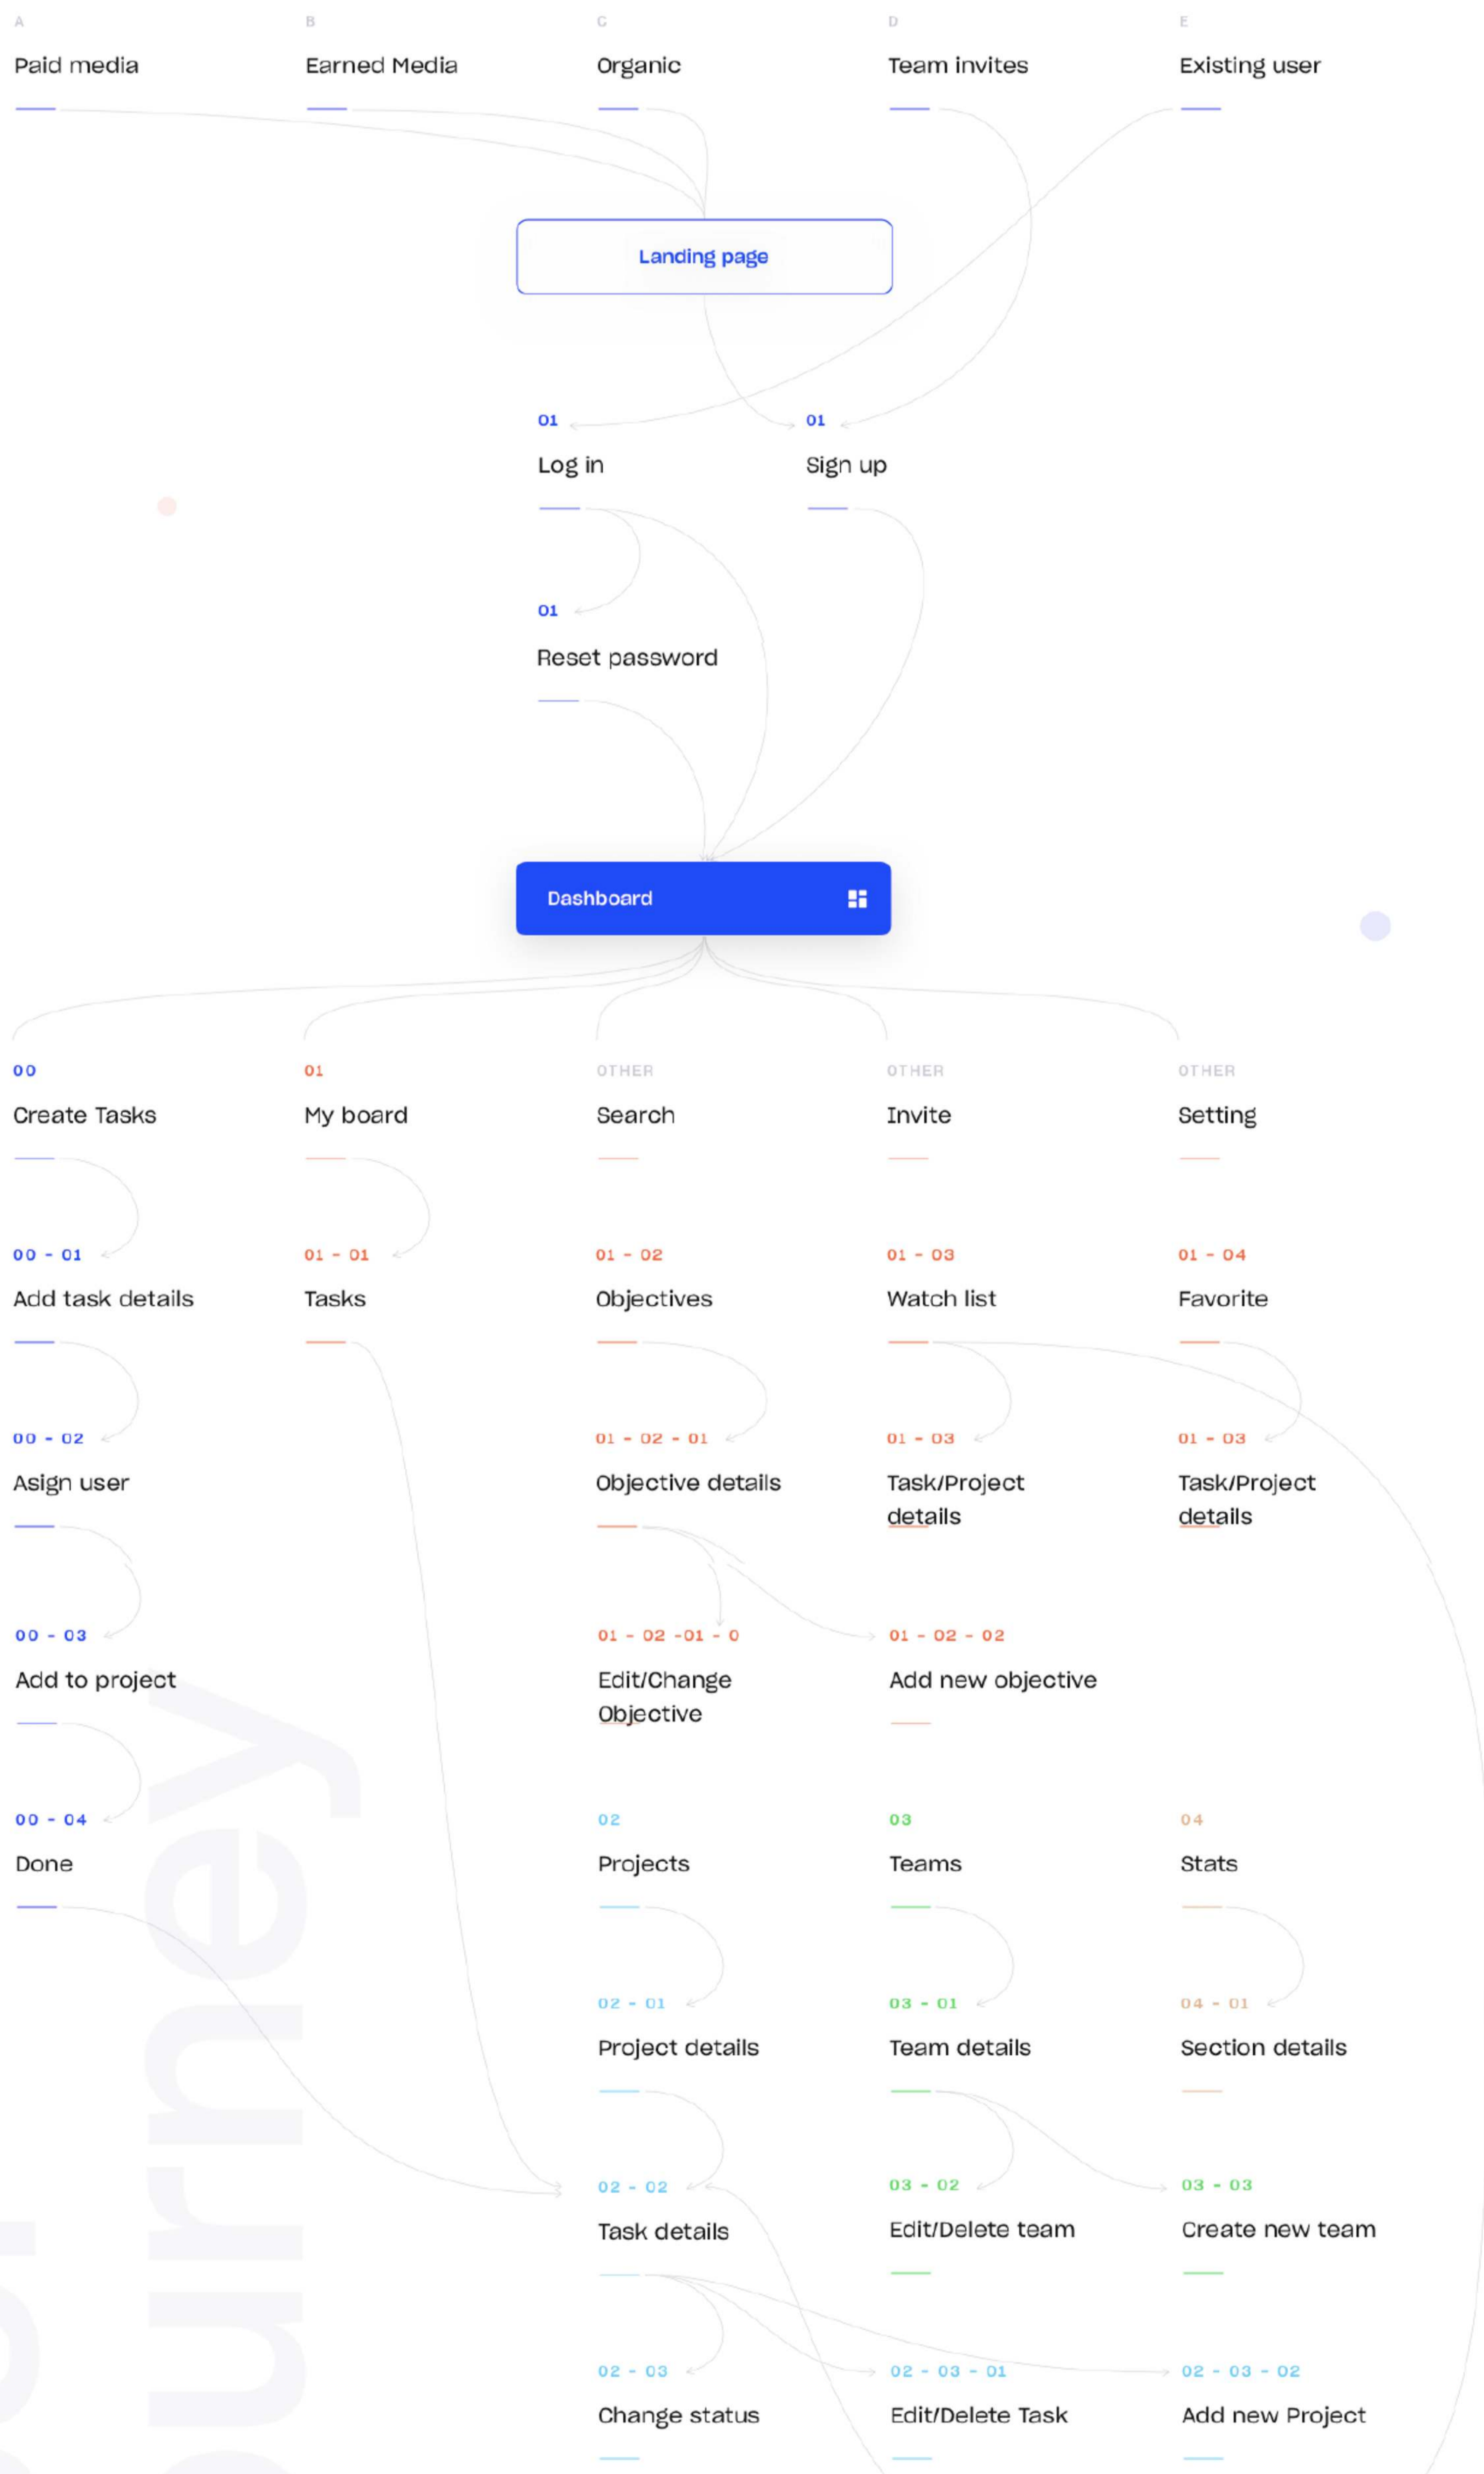 A
B
C
D
E
Paid media
Earned Media
Organic
Team invites
Existing user
Landing page
01
01
Log in
Sign up
01
Reset password
Dashboard
00
01
OTHER
OTHER
OTHER
Create Tasks
My board
Search
Invite
Setting
00 - 01
01 - 01
01 - 02
01 - 03
01 - 04
Add task details
Tasks
Objectives
Watch list
Favorite
00 - 02
01 - 02 - 01
01 - 03
01 - 03
Asign user
Objective details
Task/Project
details
Task/Project
details
00 - 03
01 - 02 -01 - 0
01 - 02 - 02
Add to project
Edit/Change
Objective
Add new objective
00 - 04
02
03
04
Done
Projects
Teams
Stats
02 - 01
03 - 01
04 - 01
Project details
Team details
Section details
02 - 02
03 - 02
03 - 03
Task details
Edit/Delete team
Create new team
02 - 03
02 - 03 - 01
02 - 03 - 02
Change status
Edit/Delete Task
Add new Project